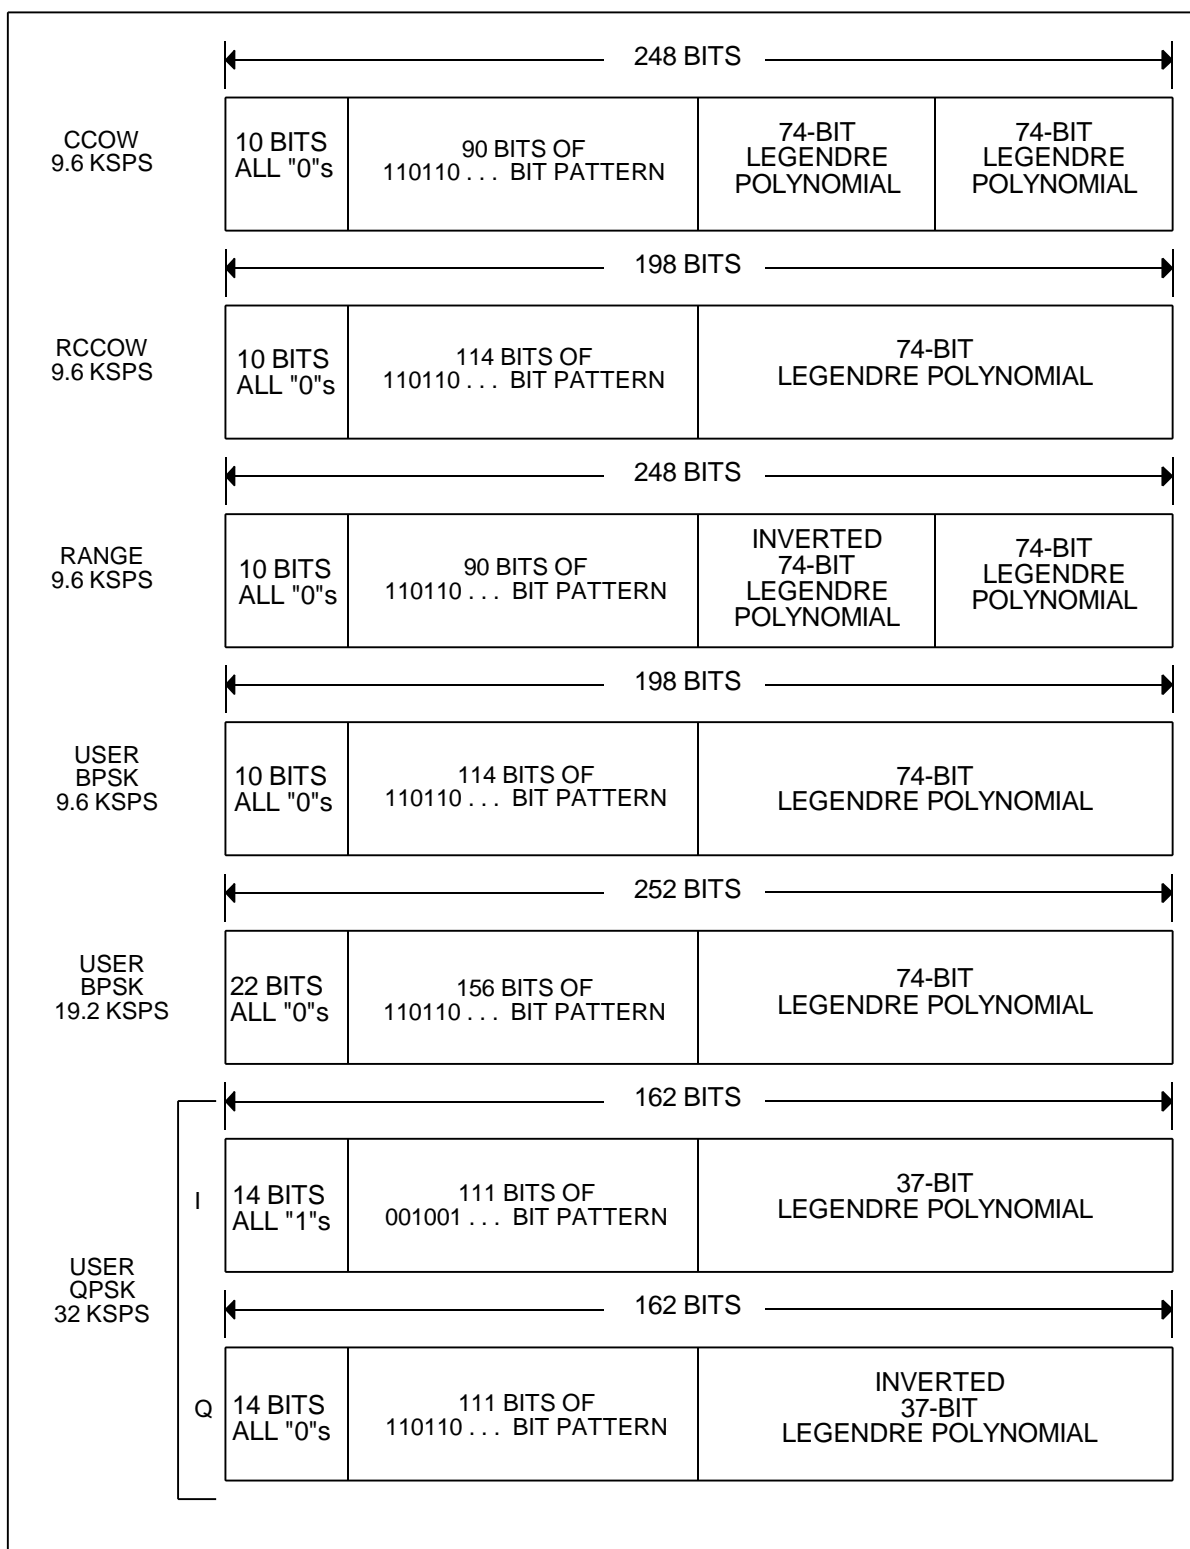 248 BITS
CCOW
9.6 KSPS
10 BITS
ALL "0"s
90 BITS OF
110110 . . . BIT PATTERN
74-BIT
LEGENDRE
POLYNOMIAL
74-BIT
LEGENDRE
POLYNOMIAL
198 BITS
RCCOW
9.6 KSPS
10 BITS
ALL "0"s
114 BITS OF
110110 . . . BIT PATTERN
74-BIT
LEGENDRE POLYNOMIAL
248 BITS
RANGE
9.6 KSPS
10 BITS
ALL "0"s
90 BITS OF
110110 . . . BIT PATTERN
INVERTED
74-BIT
LEGENDRE
POLYNOMIAL
74-BIT
LEGENDRE
POLYNOMIAL
198 BITS
USER
BPSK
9.6 KSPS
10 BITS
ALL "0"s
114 BITS OF
110110 . . . BIT PATTERN
74-BIT
LEGENDRE POLYNOMIAL
252 BITS
USER
BPSK
19.2 KSPS
22 BITS
ALL "0"s
156 BITS OF
110110 . . . BIT PATTERN
74-BIT
LEGENDRE POLYNOMIAL
USER
QPSK
32 KSPS
162 BITS
I
14 BITS
ALL "1"s
111 BITS OF
001001 . . . BIT PATTERN
37-BIT
LEGENDRE POLYNOMIAL
162 BITS
Q
14 BITS
ALL "0"s
111 BITS OF
110110 . . . BIT PATTERN
INVERTED
37-BIT
LEGENDRE POLYNOMIAL